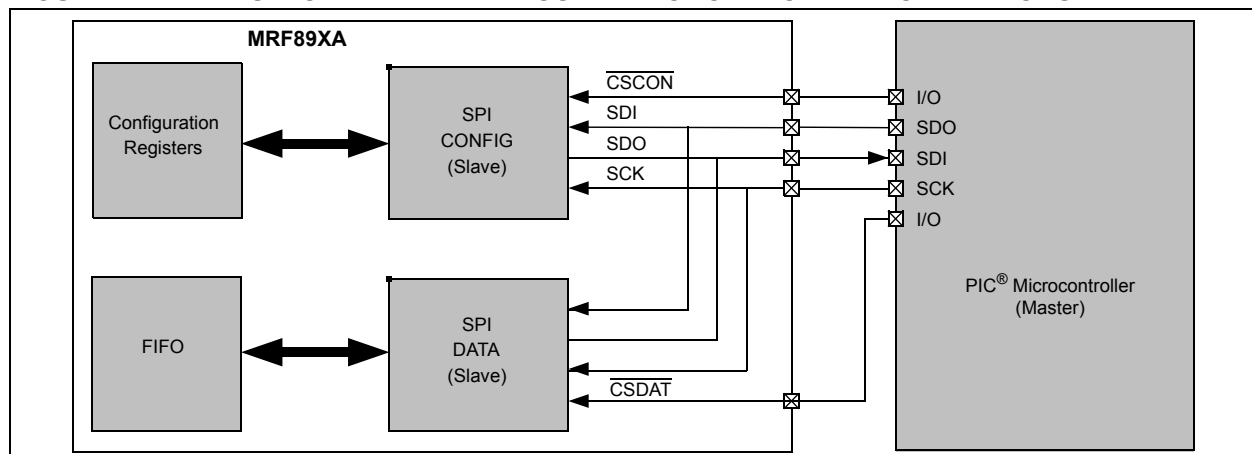 MRF89XA
Configuration
Registers
SPI
CONFIG
(Slave)
CSCON
SDI
SDO
SCK
I/O
SDO
SDI
SCK
I/O
PIC® Microcontroller
(Master)
FIFO
SPI
DATA
(Slave)
CSDAT